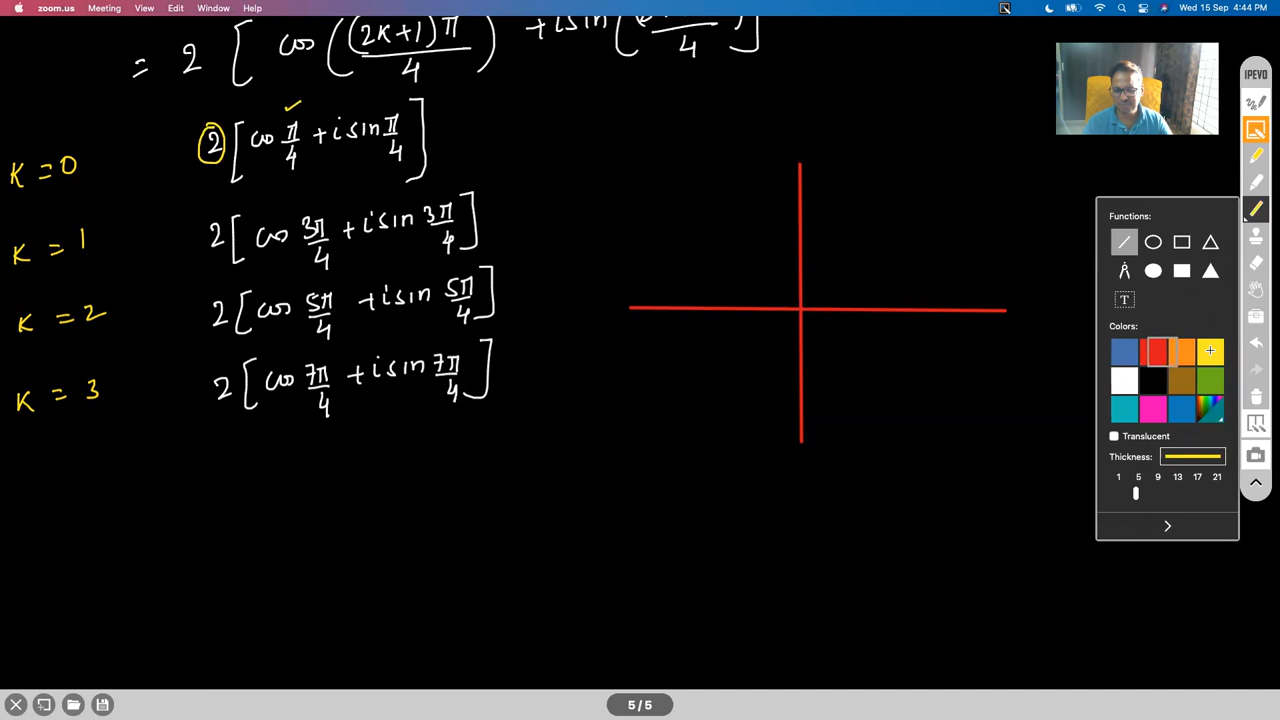 zoom.us Meeting View Edit Window Help Wed 15 Sep 4:44 PM
= 2 [ cos ( (2K+1)π / 4 ) + i sin [
K = 0 2 [ cos π/4 + i sin π/4 ]
K = 1 2 [ cos 3π/4 + i sin 3π/4 ]
K = 2 2 [ cos 5π/4 + i sin 5π/4 ]
K = 3 2 [ cos 7π/4 + i sin 7π/4 ]
IPEVO
Functions:
T
Colors:
Translucent
Thickness:
1 5 9 13 17 21
5 / 5